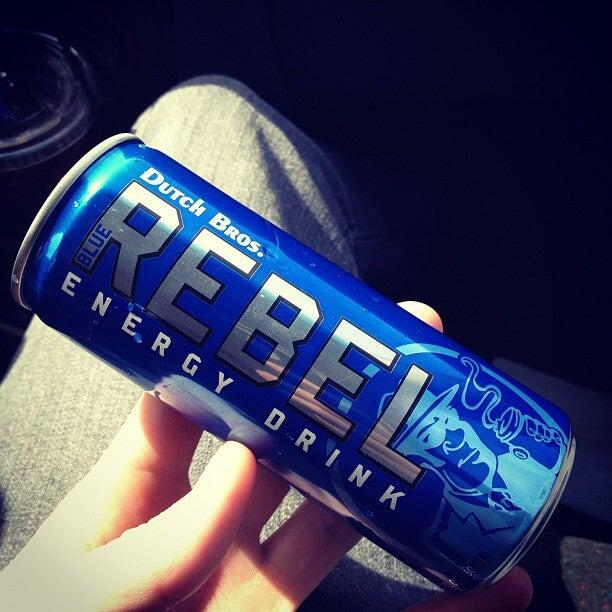 Dutch Bros.
BLUE
REBEL
ENERGY DRINK